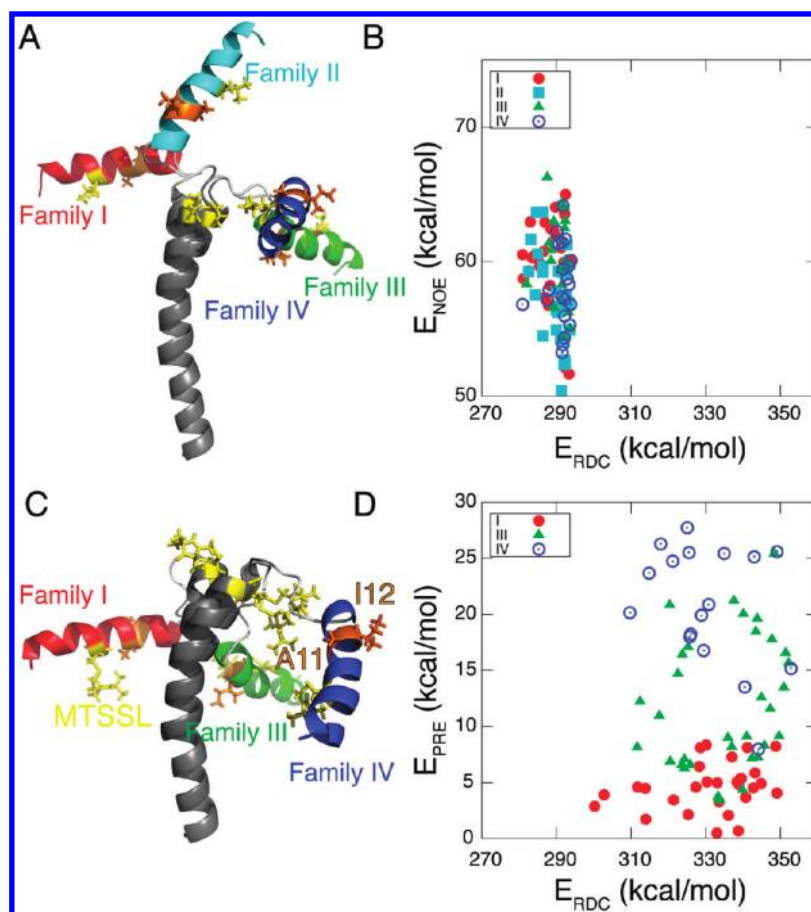 A
Family II
Family I
Family III
Family IV
B
I
II
III
IV
70
60
50
E_NOE (kcal/mol)
270 290 310 330 350
E_RDC (kcal/mol)
C
Family I
I12
A11
MTSSL
Family III
Family IV
D
I
III
IV
30
25
20
15
10
5
0
E_PRE (kcal/mol)
270 290 310 330 350
E_RDC (kcal/mol)